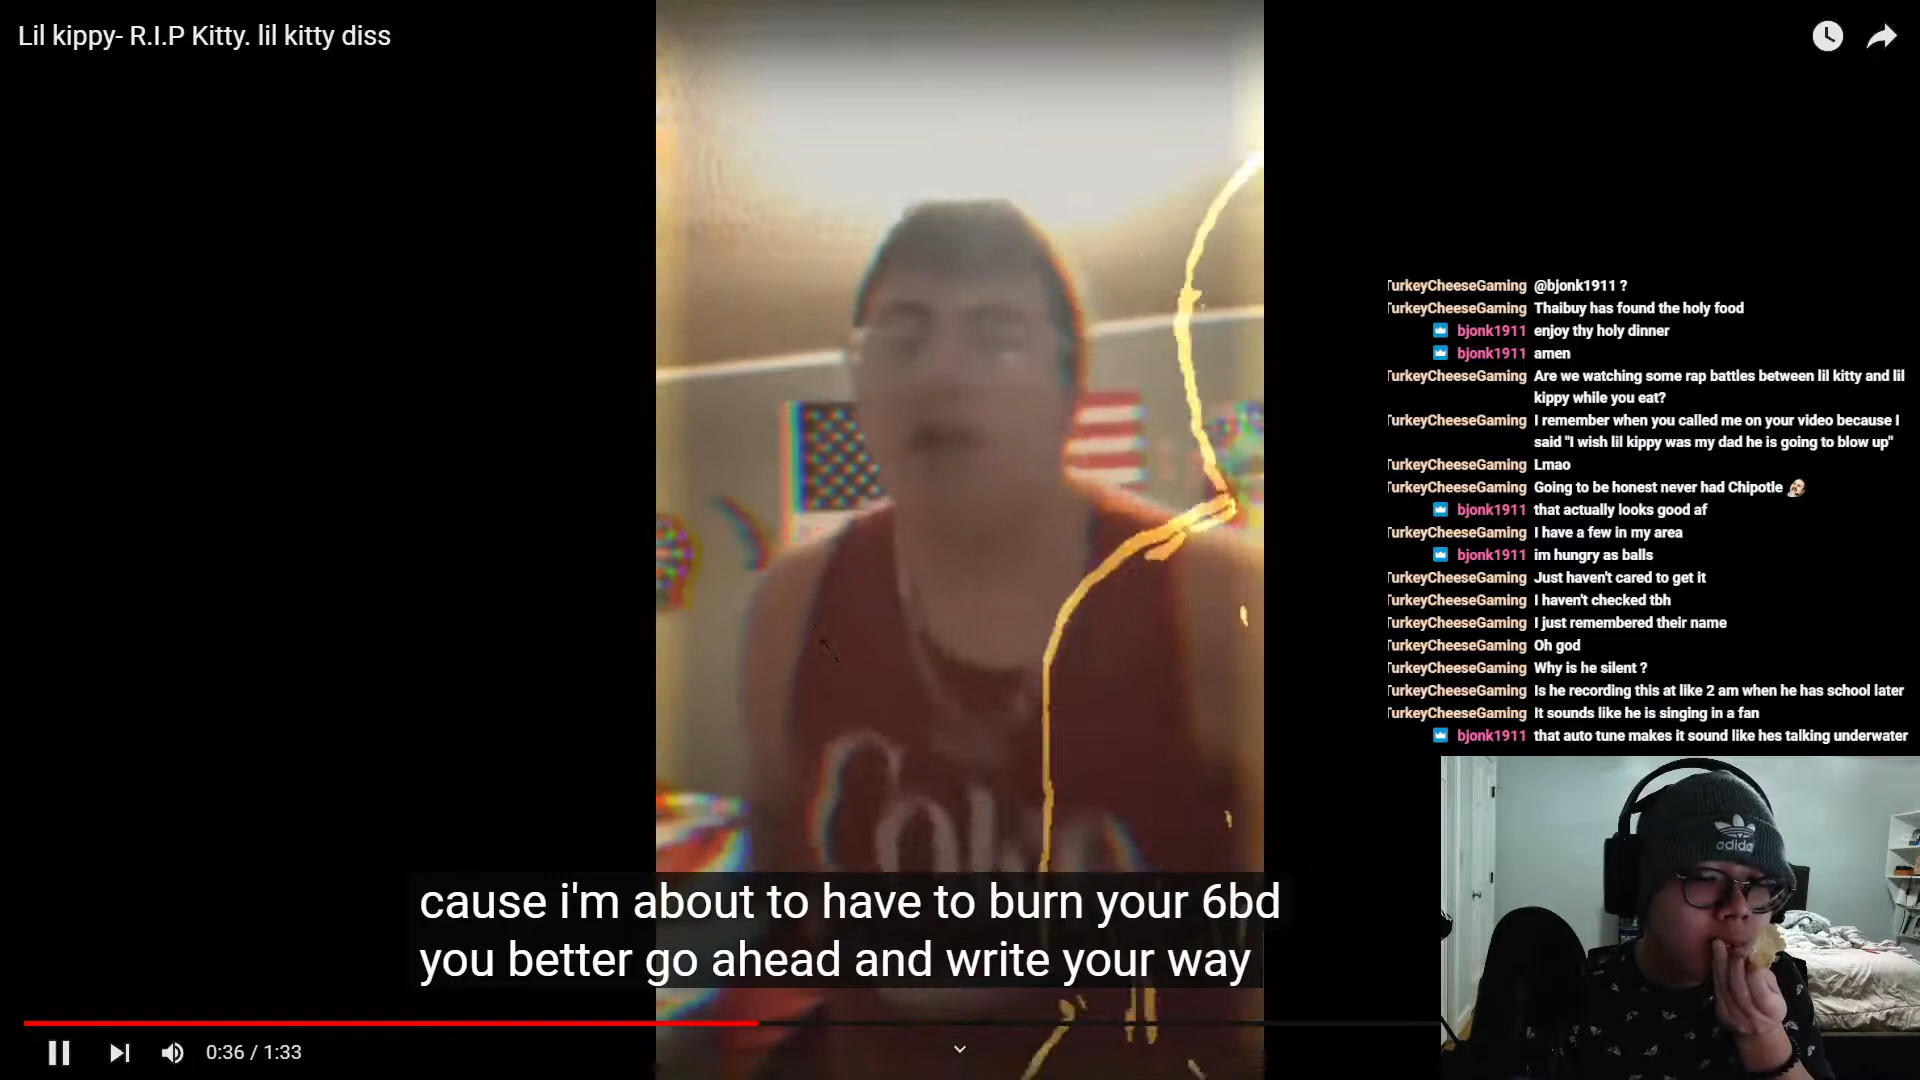 Lil kippy- R.I.P Kitty. lil kitty diss
TurkeyCheeseGaming @bjonk1911 ?
TurkeyCheeseGaming Thaibuy has found the holy food
bjonk1911 enjoy thy holy dinner
bjonk1911 amen
TurkeyCheeseGaming Are we watching some rap battles between lil kitty and lil
kippy while you eat?
TurkeyCheeseGaming I remember when you called me on your video because I
said "I wish lil kippy was my dad he is going to blow up"
TurkeyCheeseGaming Lmao
TurkeyCheeseGaming Going to be honest never had Chipotle
bjonk1911 that actually looks good af
TurkeyCheeseGaming I have a few in my area
bjonk1911 im hungry as balls
TurkeyCheeseGaming Just haven't cared to get it
TurkeyCheeseGaming I haven't checked tbh
TurkeyCheeseGaming I just remembered their name
TurkeyCheeseGaming Oh god
TurkeyCheeseGaming Why is he silent ?
TurkeyCheeseGaming Is he recording this at like 2 am when he has school later
TurkeyCheeseGaming It sounds like he is singing in a fan
bjonk1911 that auto tune makes it sound like hes talking underwater
Coke
adidas
cause i'm about to have to burn your 6bd
you better go ahead and write your way
0:36 / 1:33